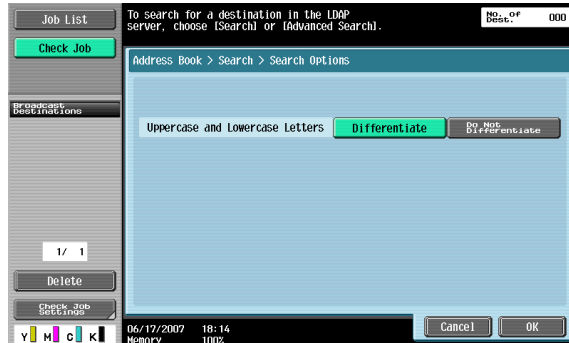 Job List
Check Job
To search for a destination in the LDAP
server, choose [Search] or [Advanced Search].
No. of
Dest.
000
Address Book > Search > Search Options
Broadcast
Destinations
Uppercase and Lowercase Letters
Differentiate
Do Not
Differentiate
1/ 1
Delete
Check Job
Settings
Cancel
OK
Y M C K
06/17/2007 18:14
Memory 100%